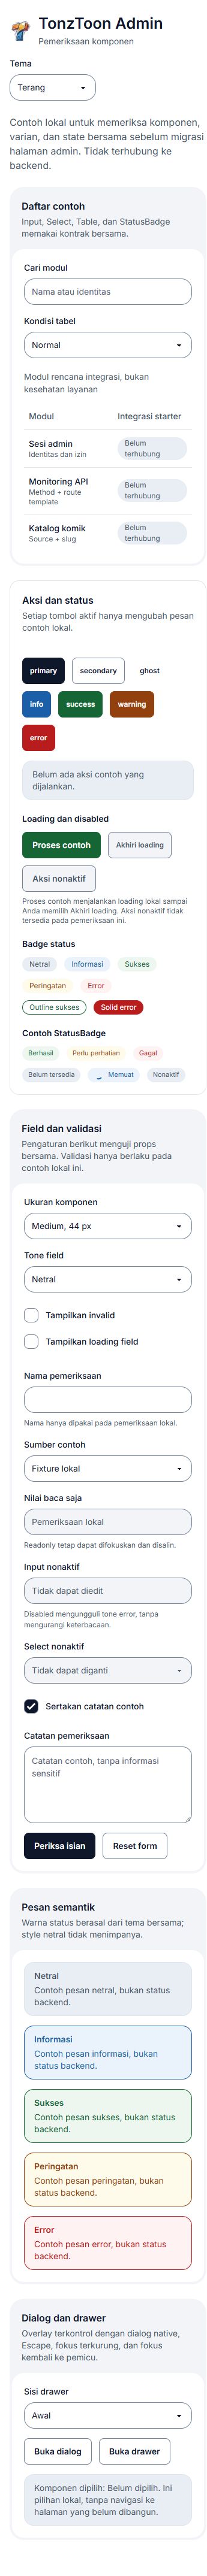 TonzToon Admin
Pemeriksaan komponen
Tema
Terang
Contoh lokal untuk memeriksa komponen,
varian, dan state bersama sebelum migrasi
halaman admin. Tidak terhubung ke
backend.
Daftar contoh
Input, Select, Table, dan StatusBadge
memakai kontrak bersama.
Cari modul
Nama atau identitas
Kondisi tabel
Normal
Modul rencana integrasi, bukan
kesehatan layanan
Modul
Integrasi starter
Sesi admin
Identitas dan izin
Belum
terhubung
Monitoring API
Method + route
template
Belum
terhubung
Katalog komik
Source + slug
Belum
terhubung
Aksi dan status
Setiap tombol aktif hanya mengubah pesan
contoh lokal.
primary
secondary
ghost
info
success
warning
error
Belum ada aksi contoh yang
dijalankan.
Loading dan disabled
Proses contoh
Akhiri loading
Aksi nonaktif
Proses contoh menjalankan loading lokal sampai
Anda memilih Akhiri loading. Aksi nonaktif tidak
tersedia pada pemeriksaan ini.
Badge status
Netral
Informasi
Sukses
Peringatan
Error
Outline sukses
Solid error
Contoh StatusBadge
Berhasil
Perlu perhatian
Gagal
Belum tersedia
Memuat
Nonaktif
Field dan validasi
Pengaturan berikut menguji props
bersama. Validasi hanya berlaku pada
contoh lokal ini.
Ukuran komponen
Medium, 44 px
Tone field
Netral
Tampilkan invalid
Tampilkan loading field
Nama pemeriksaan
Nama hanya dipakai pada pemeriksaan lokal.
Sumber contoh
Fixture lokal
Nilai baca saja
Pemeriksaan lokal
Readonly tetap dapat difokuskan dan disalin.
Input nonaktif
Tidak dapat diedit
Disabled mengungguli tone error, tanpa
mengurangi keterbacaan.
Select nonaktif
Tidak dapat diganti
Sertakan catatan contoh
Catatan pemeriksaan
Catatan contoh, tanpa informasi
sensitif
Periksa isian
Reset form
Pesan semantik
Warna status berasal dari tema bersama;
style netral tidak menimpanya.
Netral
Contoh pesan netral, bukan status
backend.
Informasi
Contoh pesan informasi, bukan
status backend.
Sukses
Contoh pesan sukses, bukan status
backend.
Peringatan
Contoh pesan peringatan, bukan
status backend.
Error
Contoh pesan error, bukan status
backend.
Dialog dan drawer
Overlay terkontrol dengan dialog native,
Escape, fokus terkurung, dan fokus
kembali ke pemicu.
Sisi drawer
Awal
Buka dialog
Buka drawer
Komponen dipilih: Belum dipilih. Ini
pilihan lokal, tanpa navigasi ke
halaman yang belum dibangun.